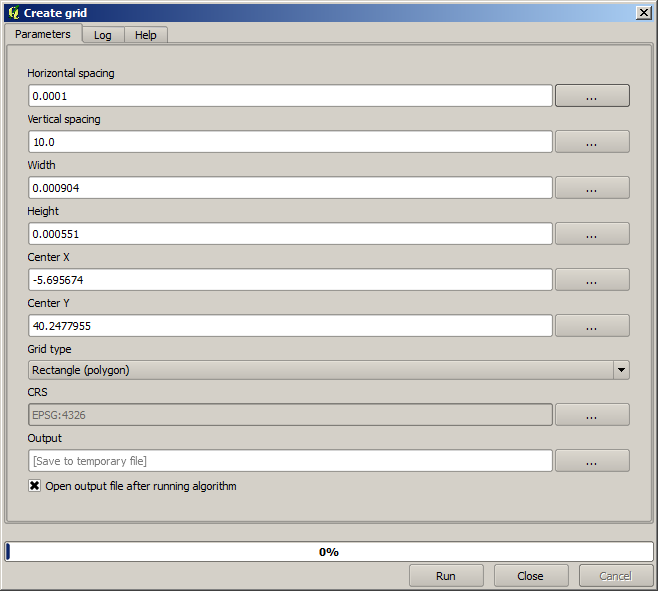 Create grid
Parameters Log Help
Horizontal spacing
0.0001 ...
Vertical spacing
10.0 ...
Width
0.000904 ...
Height
0.000551 ...
Center X
-5.695674 ...
Center Y
40.2477955 ...
Grid type
Rectangle (polygon)
CRS
EPSG:4326 ...
Output
[Save to temporary file] ...
Open output file after running algorithm
0%
Run Close Cancel